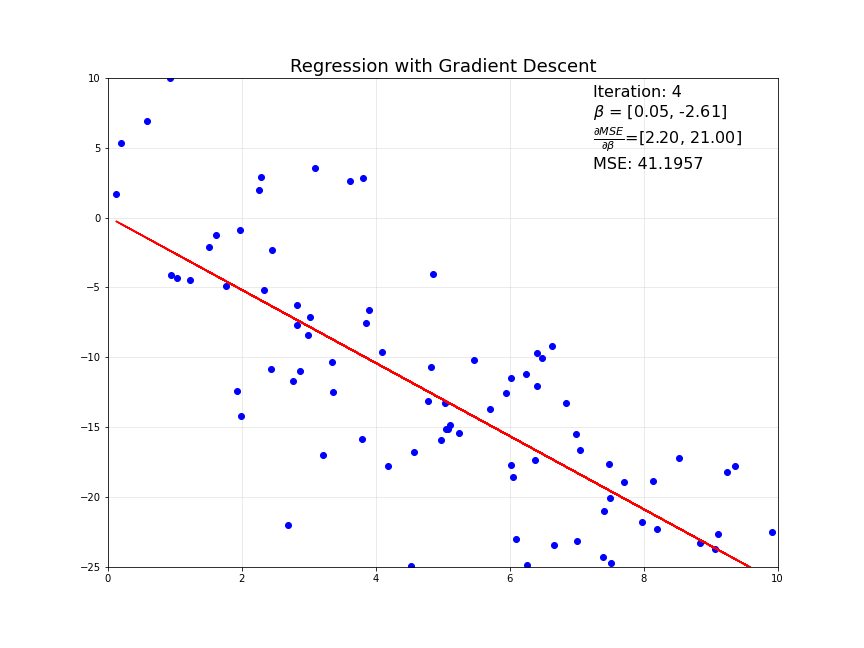 Regression with Gradient Descent
Iteration: 4
β = [0.05, -2.61]
∂MSE/∂β=[2.20, 21.00]
MSE: 41.1957
10
5
0
−5
−10
−15
−20
−25
0 2 4 6 8 10